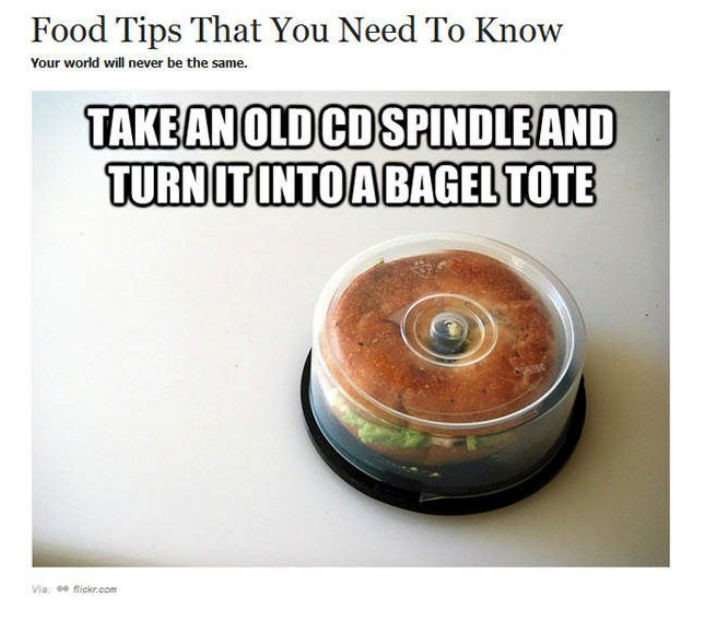 Food Tips That You Need To Know
Your world will never be the same.
TAKE AN OLD CD SPINDLE AND
TURN IT INTO A BAGEL TOTE
Via: flickr.com